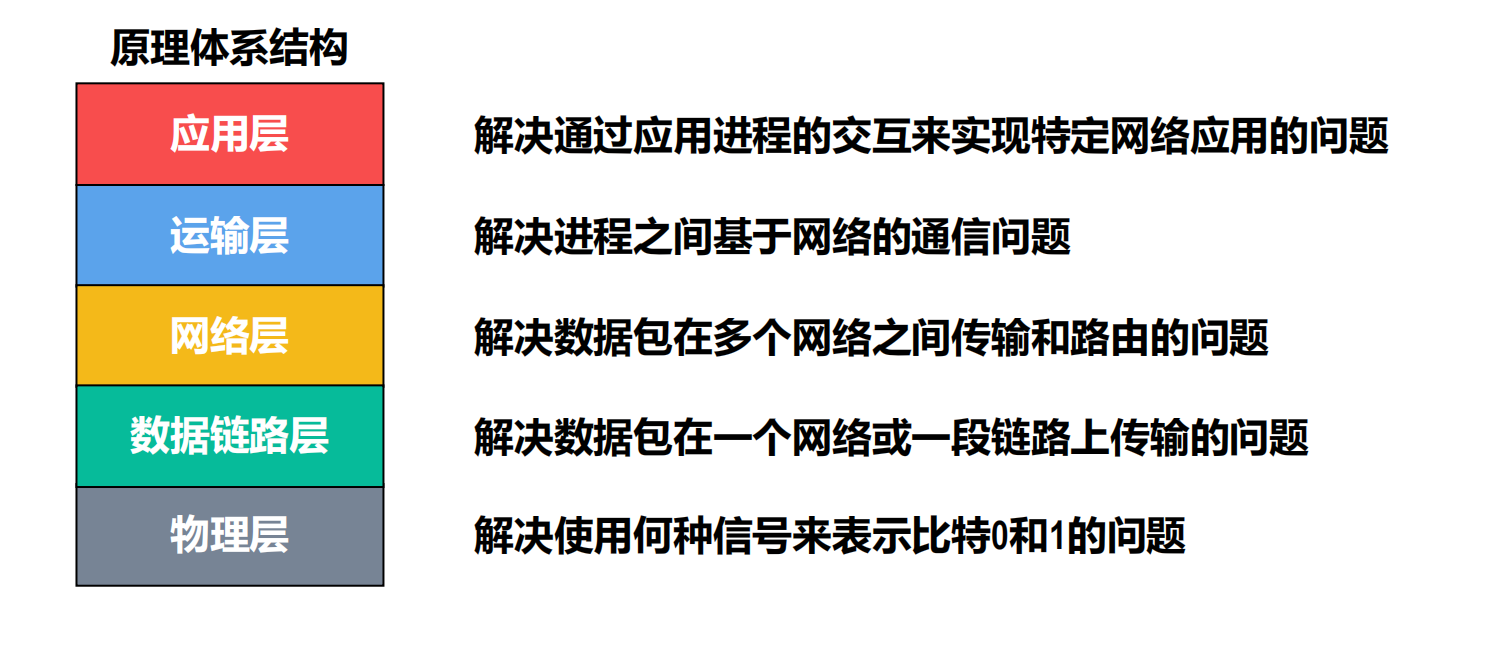 原理体系结构
应用层
解决通过应用进程的交互来实现特定网络应用的问题
运输层
解决进程之间基于网络的通信问题
网络层
解决数据包在多个网络之间传输和路由的问题
数据链路层
解决数据包在一个网络或一段链路上传输的问题
物理层
解决使用何种信号来表示比特0和1的问题